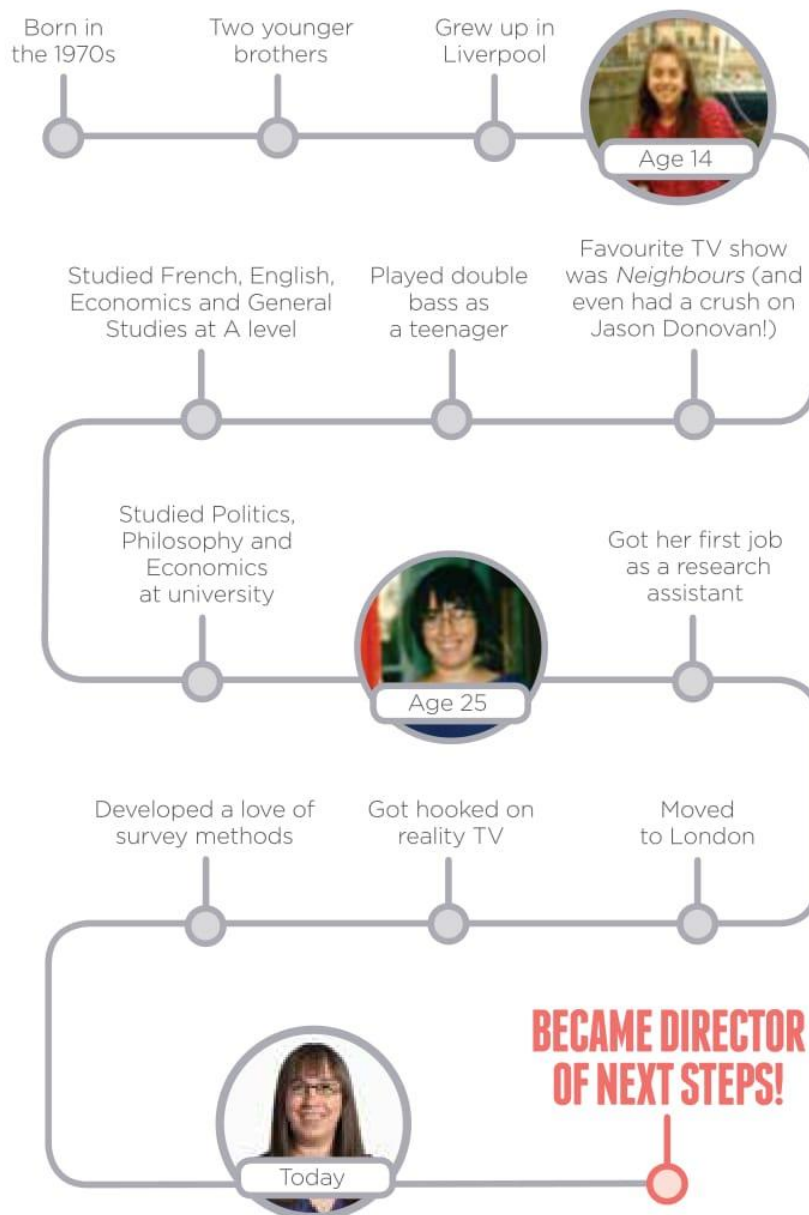 Born in
the 1970s
Two younger
brothers
Grew up in
Liverpool
Age 14
Favourite TV show
was Neighbours (and
even had a crush on
Jason Donovan!)
Played double
bass as
a teenager
Studied French, English,
Economics and General
Studies at A level
Studied Politics,
Philosophy and
Economics
at university
Age 25
Got her first job
as a research
assistant
Moved
to London
Got hooked on
reality TV
Developed a love of
survey methods
Today
BECAME DIRECTOR
OF NEXT STEPS!